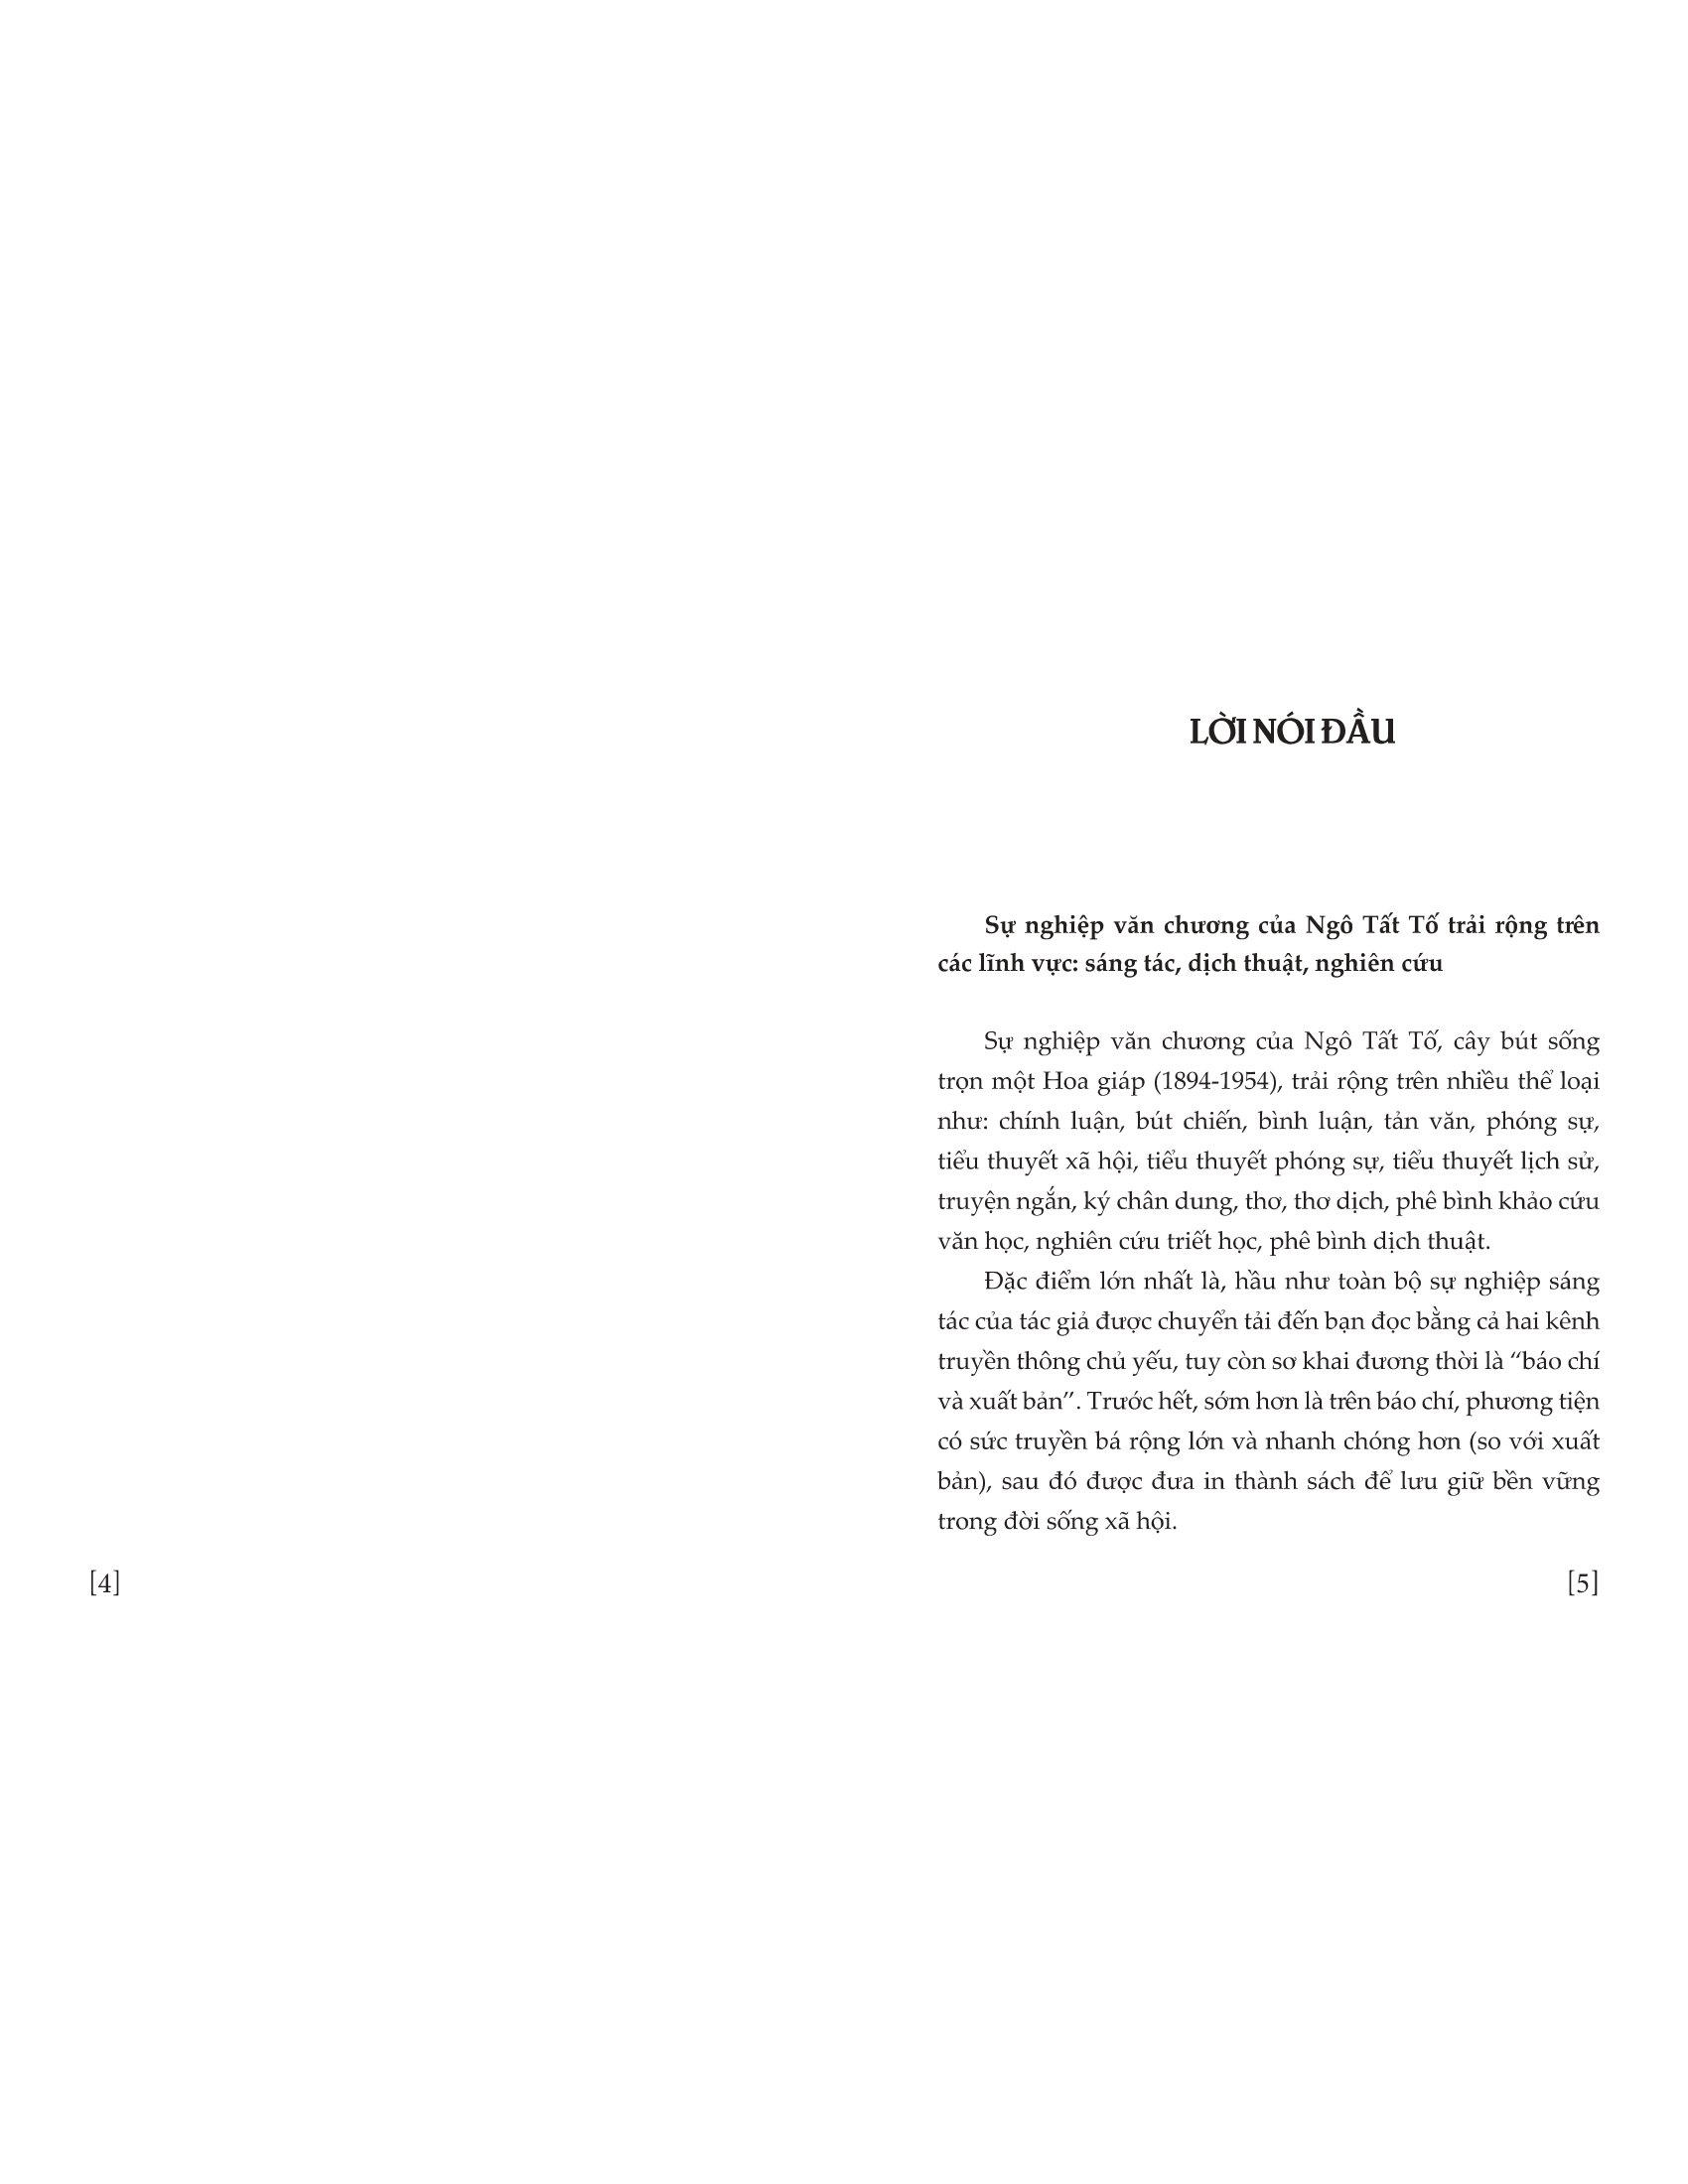 LỜI NÓI ĐẦU
Sự nghiệp văn chương của Ngô Tất Tố trải rộng trên
các lĩnh vực: sáng tác, dịch thuật, nghiên cứu
Sự nghiệp văn chương của Ngô Tất Tố, cây bút sống
trọn một Hoa giáp (1894-1954), trải rộng trên nhiều thể loại
như: chính luận, bút chiến, bình luận, tản văn, phóng sự,
tiểu thuyết xã hội, tiểu thuyết phóng sự, tiểu thuyết lịch sử,
truyện ngắn, ký chân dung, thơ, thơ dịch, phê bình khảo cứu
văn học, nghiên cứu triết học, phê bình dịch thuật.
Đặc điểm lớn nhất là, hầu như toàn bộ sự nghiệp sáng
tác của tác giả được chuyển tải đến bạn đọc bằng cả hai kênh
truyền thông chủ yếu, tuy còn sơ khai đương thời là “báo chí
và xuất bản”. Trước hết, sớm hơn là trên báo chí, phương tiện
có sức truyền bá rộng lớn và nhanh chóng hơn (so với xuất
bản), sau đó được đưa in thành sách để lưu giữ bền vững
trong đời sống xã hội.
[4]
[5]